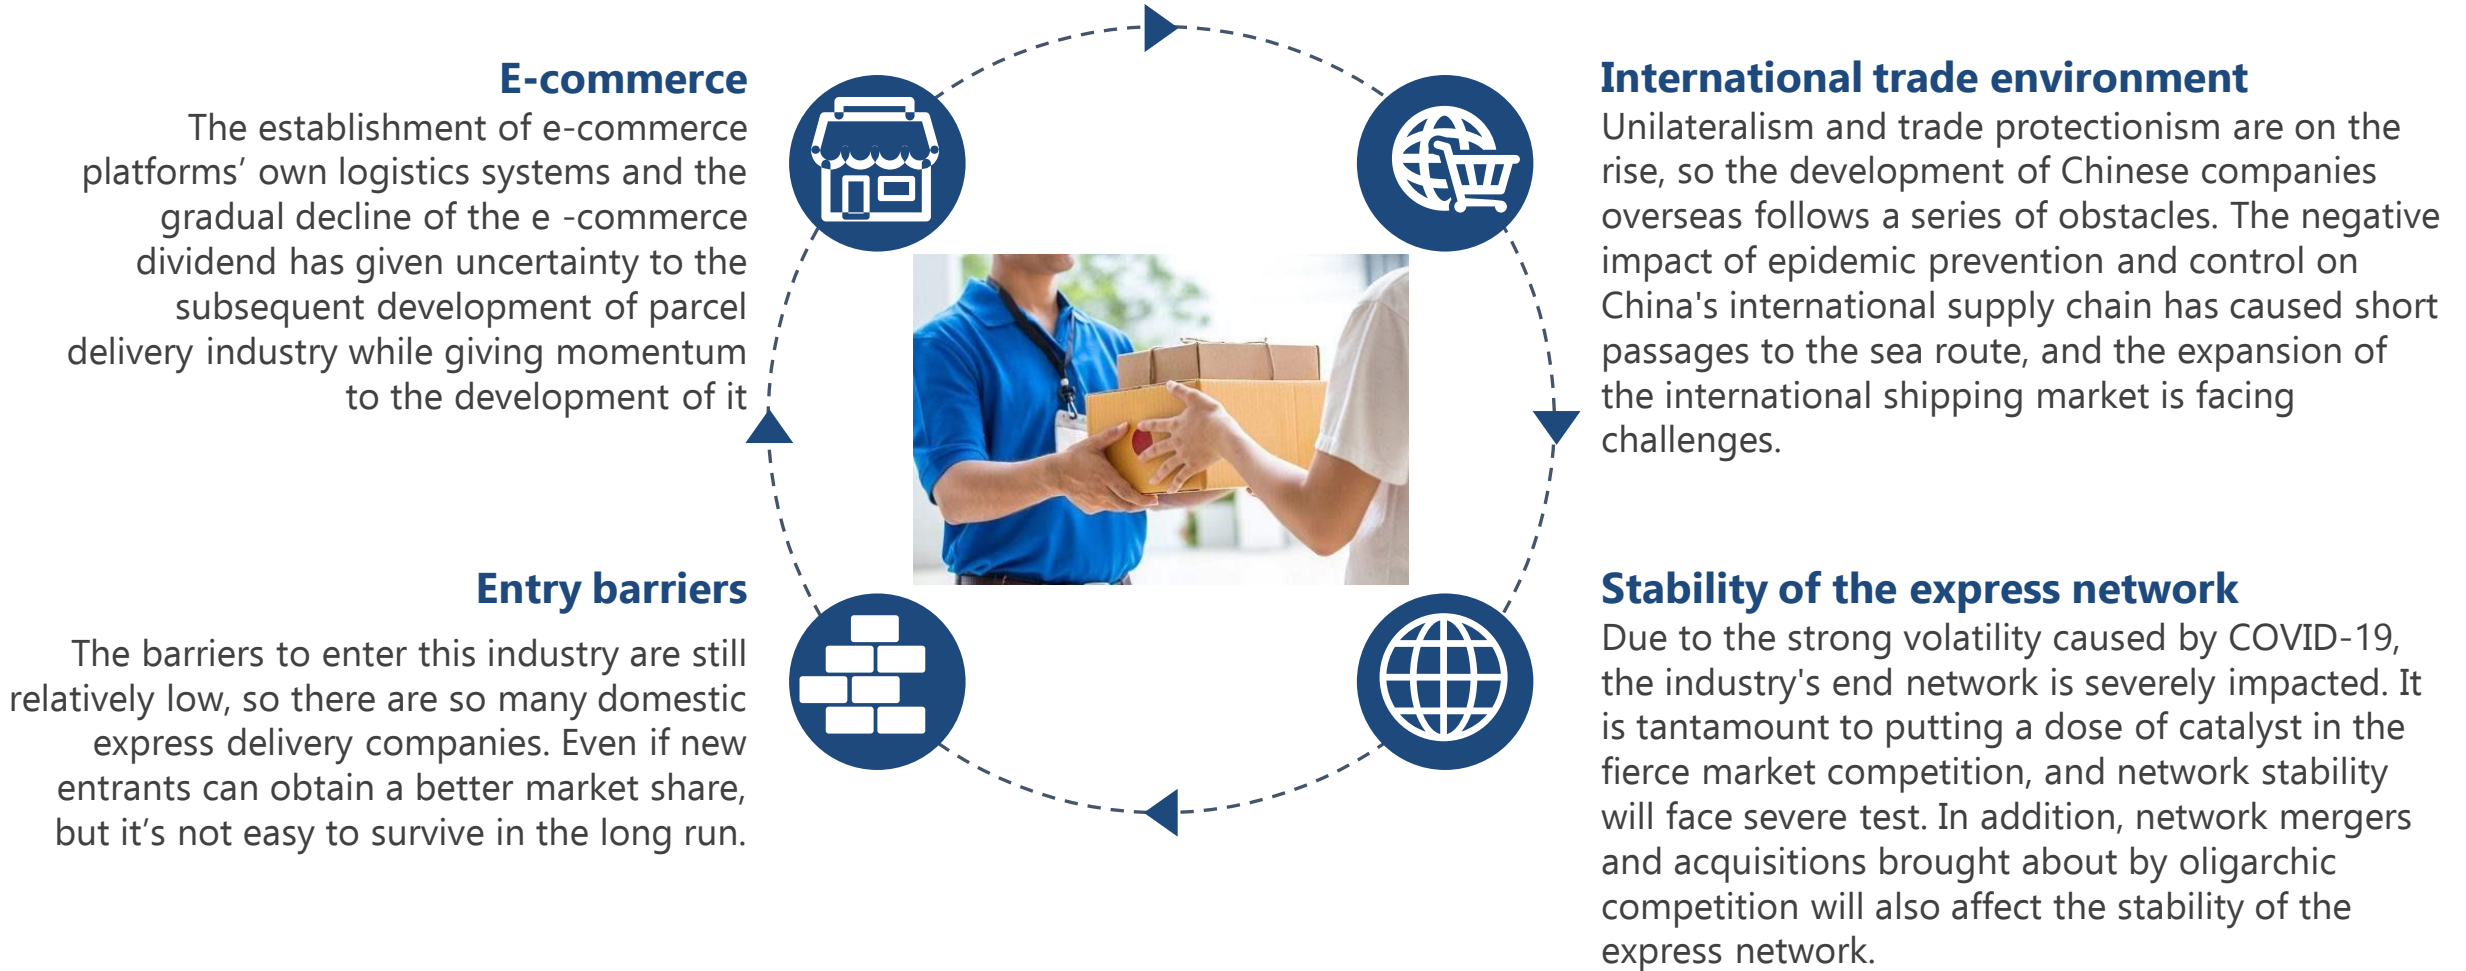 E-commerce
The establishment of e-commerce
platforms’ own logistics systems and the
gradual decline of the e -commerce
dividend has given uncertainty to the
subsequent development of parcel
delivery industry while giving momentum
to the development of it
International trade environment
Unilateralism and trade protectionism are on the
rise, so the development of Chinese companies
overseas follows a series of obstacles. The negative
impact of epidemic prevention and control on
China's international supply chain has caused short
passages to the sea route, and the expansion of
the international shipping market is facing
challenges.
Entry barriers
The barriers to enter this industry are still
relatively low, so there are so many domestic
express delivery companies. Even if new
entrants can obtain a better market share,
but it’s not easy to survive in the long run.
Stability of the express network
Due to the strong volatility caused by COVID-19,
the industry's end network is severely impacted. It
is tantamount to putting a dose of catalyst in the
fierce market competition, and network stability
will face severe test. In addition, network mergers
and acquisitions brought about by oligarchic
competition will also affect the stability of the
express network.